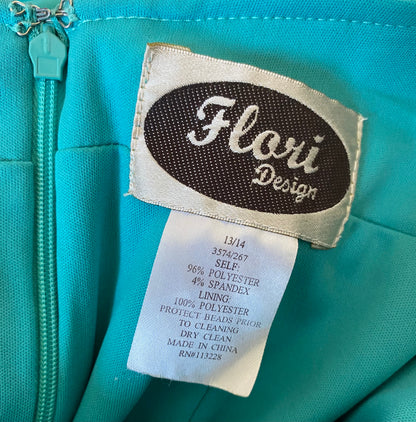 Flori
Design
13/14
3574/267
SELF:
96% POLYESTER
4% SPANDEX
LINING:
100% POLYESTER
PROTECT BEADS PRIOR
TO CLEANING
DRY CLEAN
MADE IN CHINA
RN#113228